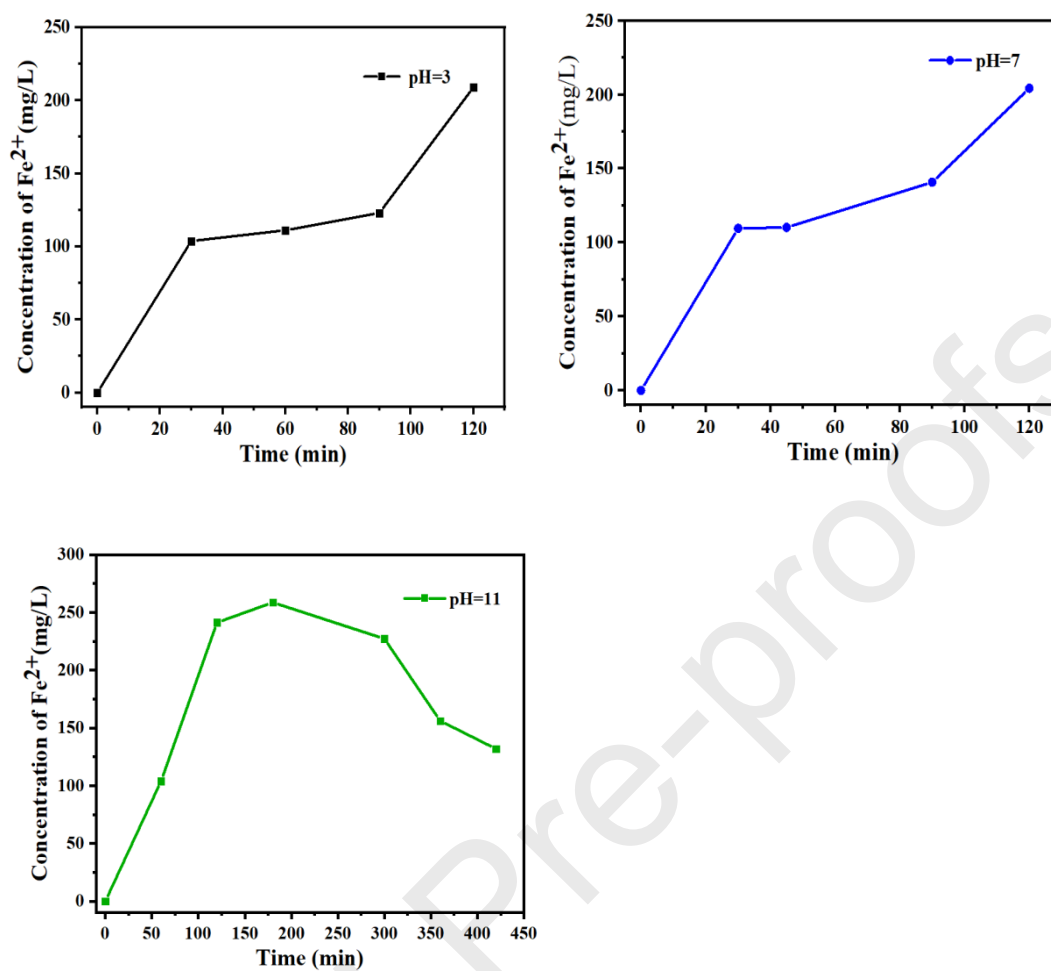 250
200
150
100
50
0
Concentration of Fe²⁺(mg/L)
pH=3
0 20 40 60 80 100 120
Time (min)
250
200
150
100
50
0
Concentration of Fe²⁺(mg/L)
pH=7
0 20 40 60 80 100 120
Time (min)
300
250
200
150
100
50
0
Concentration of Fe²⁺(mg/L)
pH=11
0 50 100 150 200 250 300 350 400 450
Time (min)
Pre-proofs